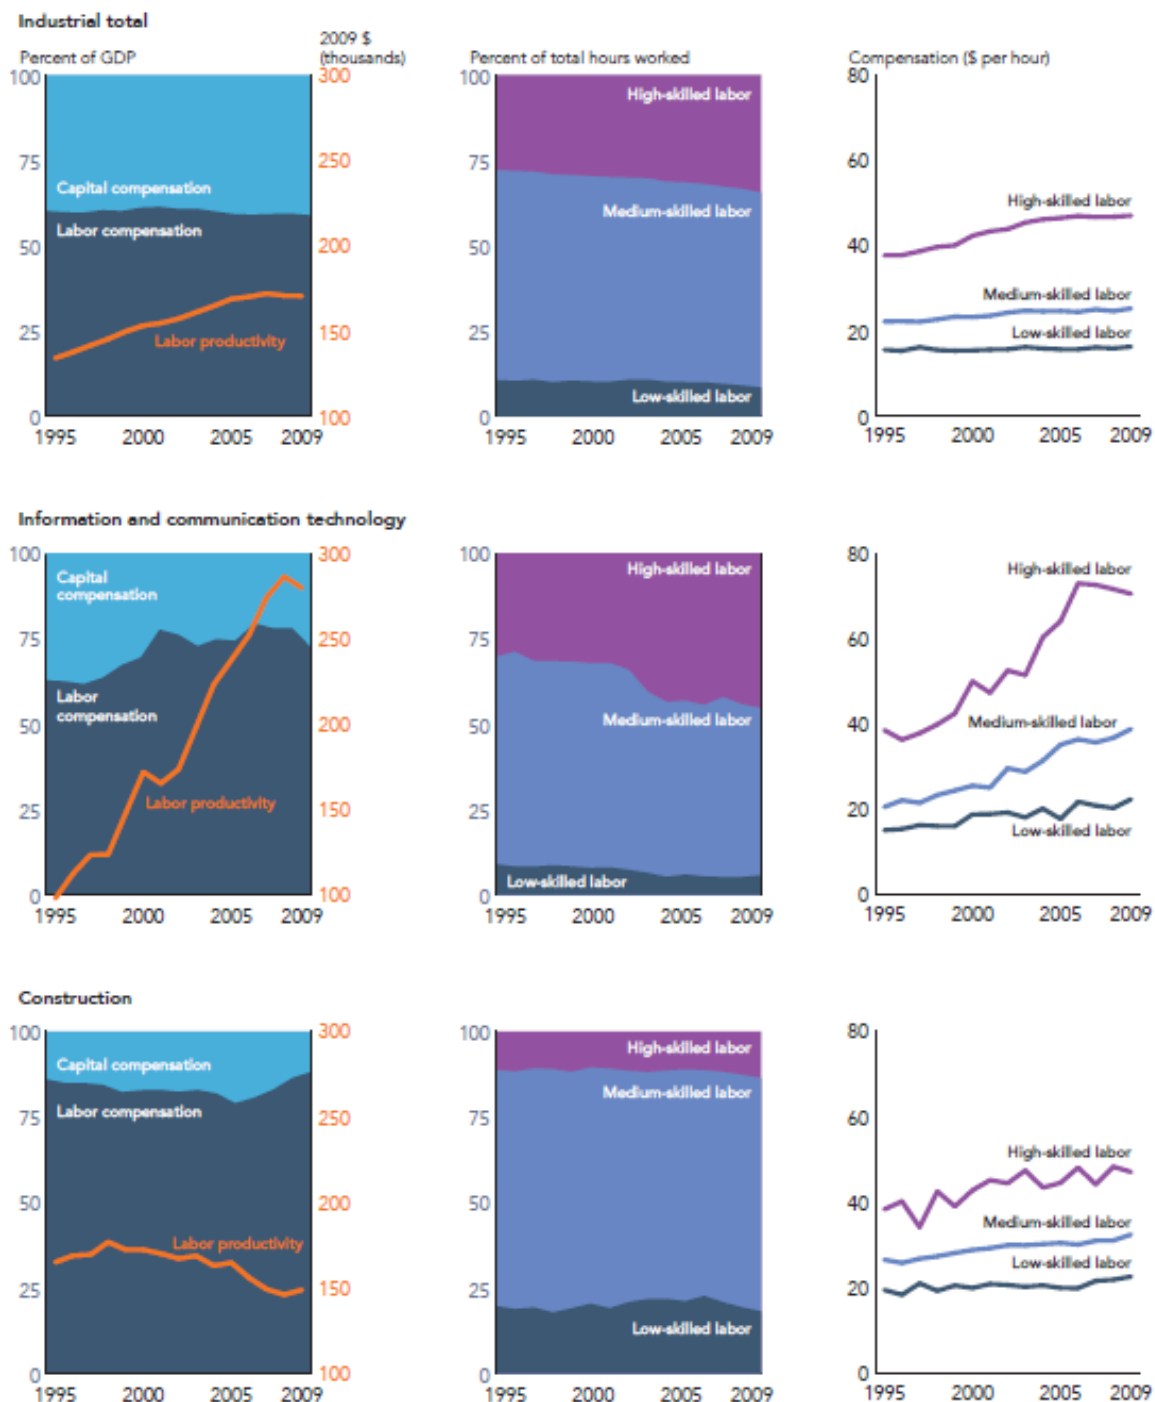 Industrial total
Percent of GDP
2009 $
(thousands)
Percent of total hours worked
Compensation ($ per hour)
100
75
50
25
0
300
250
200
150
100
Capital compensation
Labor compensation
Labor productivity
1995 2000 2005 2009
100
75
50
25
0
High-skilled labor
Medium-skilled labor
Low-skilled labor
1995 2000 2005 2009
80
60
40
20
0
High-skilled labor
Medium-skilled labor
Low-skilled labor
1995 2000 2005 2009
Information and communication technology
100
75
50
25
0
300
250
200
150
100
Capital
compensation
Labor
compensation
Labor productivity
1995 2000 2005 2009
100
75
50
25
0
High-skilled labor
Medium-skilled labor
Low-skilled labor
1995 2000 2005 2009
80
60
40
20
0
High-skilled labor
Medium-skilled labor
Low-skilled labor
1995 2000 2005 2009
Construction
100
75
50
25
0
300
250
200
150
100
Capital compensation
Labor compensation
Labor productivity
1995 2000 2005 2009
100
75
50
25
0
High-skilled labor
Medium-skilled labor
Low-skilled labor
1995 2000 2005 2009
80
60
40
20
0
High-skilled labor
Medium-skilled labor
Low-skilled labor
1995 2000 2005 2009